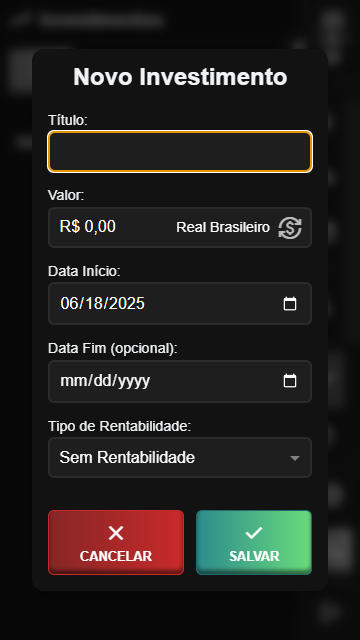 Novo Investimento
Título:
Valor:
R$ 0,00 Real Brasileiro
Data Início:
06/18/2025
Data Fim (opcional):
mm/dd/yyyy
Tipo de Rentabilidade:
Sem Rentabilidade
CANCELAR SALVAR